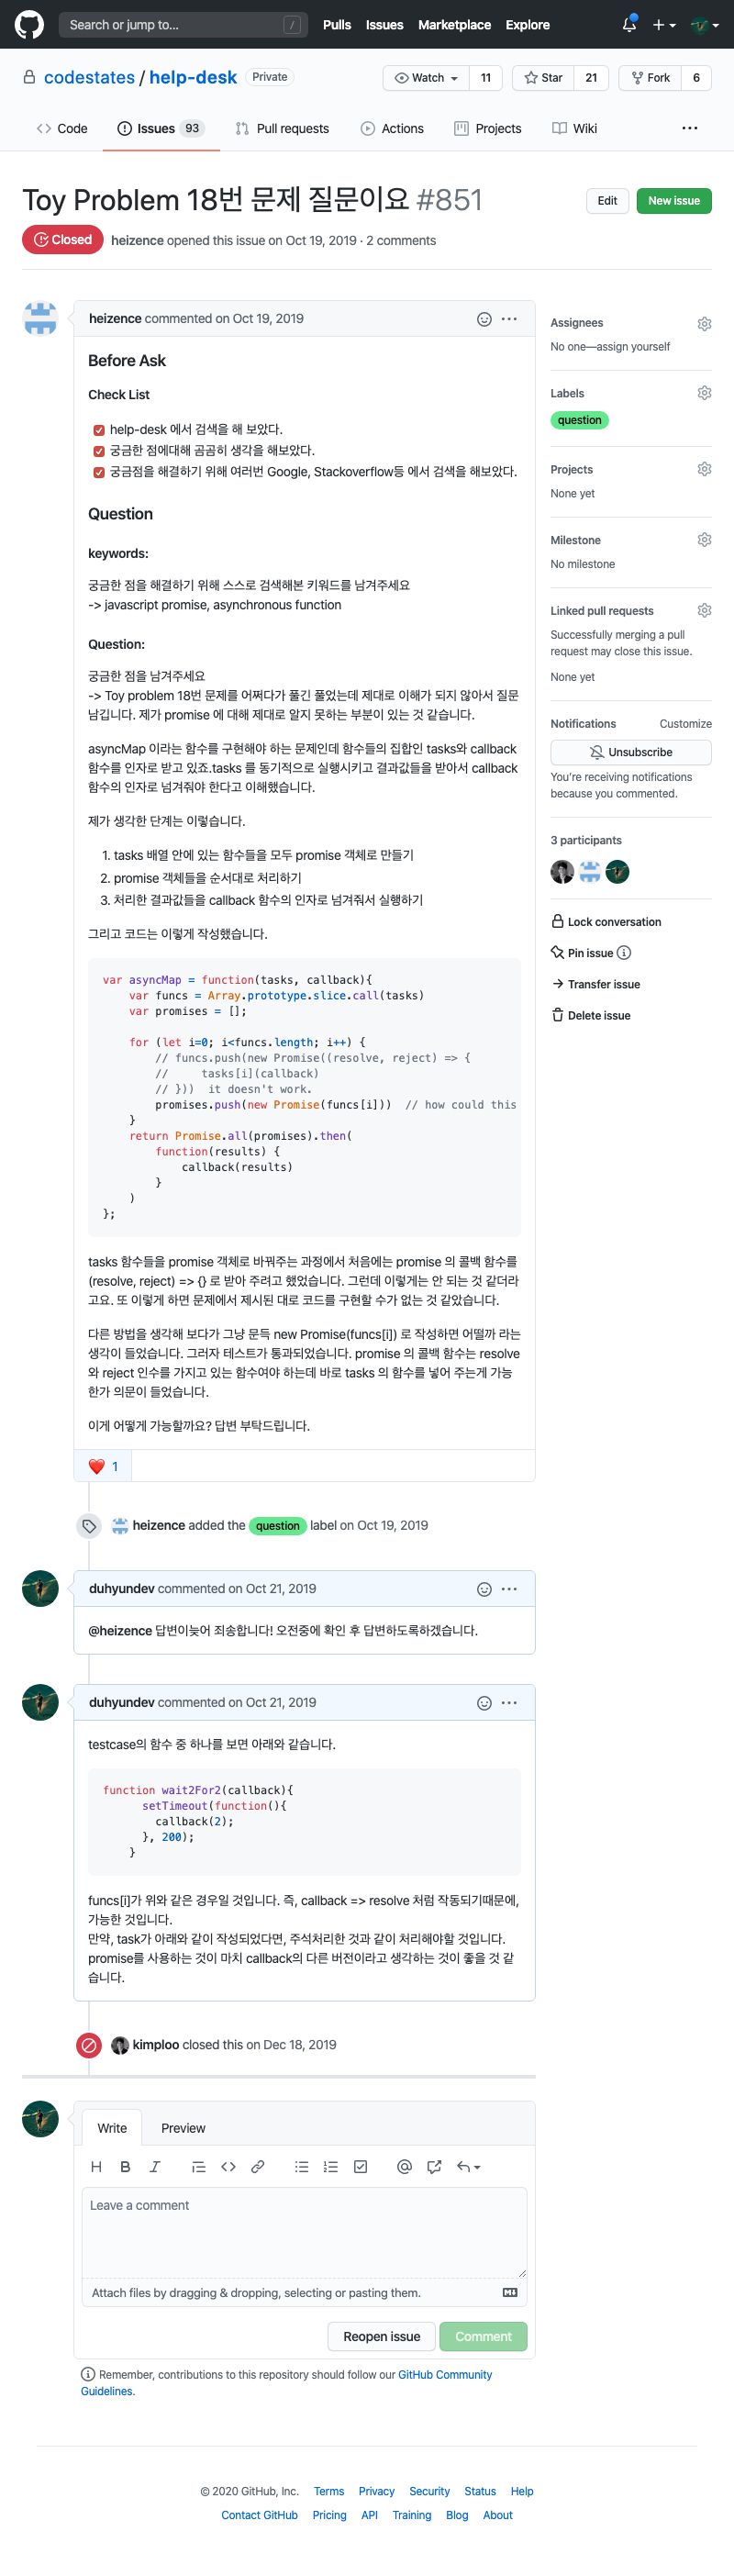 Search or jump to... / Pulls Issues Marketplace Explore
codestates / help-desk Private Watch 11 Star 21 Fork 6
Code Issues 93 Pull requests Actions Projects Wiki ...
Toy Problem 18번 문제 질문이요 #851 Edit New issue
Closed heizence opened this issue on Oct 19, 2019 · 2 comments
heizence commented on Oct 19, 2019
Before Ask
Check List
help-desk 에서 검색을 해 보았다.
궁금한 점에대해 곰곰히 생각을 해보았다.
궁금점을 해결하기 위해 여러번 Google, Stackoverflow등 에서 검색을 해보았다.
Question
keywords:
궁금한 점을 해결하기 위해 스스로 검색해본 키워드를 남겨주세요
-> javascript promise, asynchronous function
Question:
궁금한 점을 남겨주세요
-> Toy problem 18번 문제를 어쩌다가 풀긴 풀었는데 제대로 이해가 되지 않아서 질문
남깁니다. 제가 promise 에 대해 제대로 알지 못하는 부분이 있는 것 같습니다.
asyncMap 이라는 함수를 구현해야 하는 문제인데 함수들의 집합인 tasks와 callback
함수를 인자로 받고 있죠.tasks 를 동기적으로 실행시키고 결과값들을 받아서 callback
함수의 인자로 넘겨줘야 한다고 이해했습니다.
제가 생각한 단계는 이렇습니다.
1. tasks 배열 안에 있는 함수들을 모두 promise 객체로 만들기
2. promise 객체들을 순서대로 처리하기
3. 처리한 결과값들을 callback 함수의 인자로 넘겨줘서 실행하기
그리고 코드는 이렇게 작성했습니다.
var asyncMap = function(tasks, callback){
var funcs = Array.prototype.slice.call(tasks)
var promises = [];
for (let i=0; i<funcs.length; i++) {
// funcs.push(new Promise((resolve, reject) => {
// tasks[i](callback)
// })) it doesn't work.
promises.push(new Promise(funcs[i])) // how could this
}
return Promise.all(promises).then(
function(results) {
callback(results)
}
)
};
tasks 함수들을 promise 객체로 바꿔주는 과정에서 처음에는 promise 의 콜백 함수를
(resolve, reject) => {} 로 받아 주려고 했었습니다. 그런데 이렇게는 안 되는 것 같더라
고요. 또 이렇게 하면 문제에서 제시된 대로 코드를 구현할 수가 없는 것 같았습니다.
다른 방법을 생각해 보다가 그냥 문득 new Promise(funcs[i]) 로 작성하면 어떨까 라는
생각이 들었습니다. 그러자 테스트가 통과되었습니다. promise 의 콜백 함수는 resolve
와 reject 인수를 가지고 있는 함수여야 하는데 바로 tasks 의 함수를 넣어 주는게 가능
한가 의문이 들었습니다.
이게 어떻게 가능할까요? 답변 부탁드립니다.
1
heizence added the question label on Oct 19, 2019
duhyundev commented on Oct 21, 2019
@heizence 답변이늦어 죄송합니다! 오전중에 확인 후 답변하도록하겠습니다.
duhyundev commented on Oct 21, 2019
testcase의 함수 중 하나를 보면 아래와 같습니다.
function wait2For2(callback){
setTimeout(function(){
callback(2);
}, 200);
}
funcs[i]가 위와 같은 경우일 것입니다. 즉, callback => resolve 처럼 작동되기때문에,
가능한 것입니다.
만약, task가 아래와 같이 작성되었다면, 주석처리한 것과 같이 처리해야할 것입니다.
promise를 사용하는 것이 마치 callback의 다른 버전이라고 생각하는 것이 좋을 것 같
습니다.
kimploo closed this on Dec 18, 2019
Write Preview
Leave a comment
Attach files by dragging & dropping, selecting or pasting them.
Reopen issue Comment
Remember, contributions to this repository should follow our GitHub Community
Guidelines.
Assignees
No one—assign yourself
Labels
question
Projects
None yet
Milestone
No milestone
Linked pull requests
Successfully merging a pull
request may close this issue.
None yet
Notifications Customize
Unsubscribe
You're receiving notifications
because you commented.
3 participants
Lock conversation
Pin issue
Transfer issue
Delete issue
© 2020 GitHub, Inc. Terms Privacy Security Status Help
Contact GitHub Pricing API Training Blog About